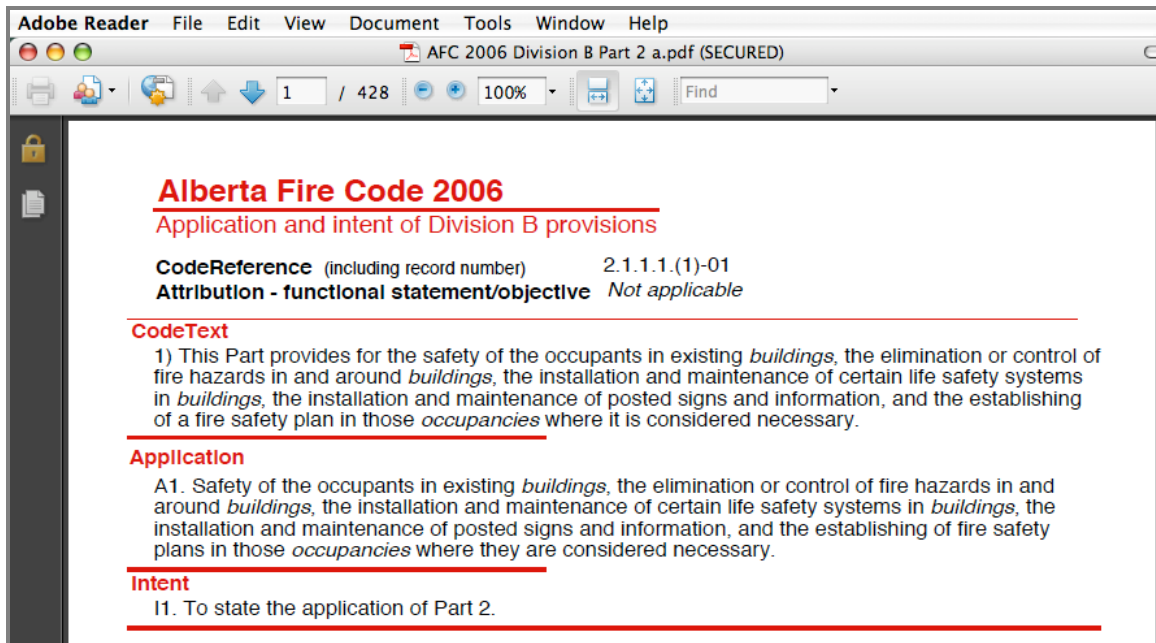 Adobe Reader File Edit View Document Tools Window Help
AFC 2006 Division B Part 2 a.pdf (SECURED)
1 / 428 100% Find
Alberta Fire Code 2006
Application and intent of Division B provisions
CodeReference (including record number) 2.1.1.1.(1)-01
Attribution - functional statement/objective Not applicable
CodeText
1) This Part provides for the safety of the occupants in existing buildings, the elimination or control of
fire hazards in and around buildings, the installation and maintenance of certain life safety systems
in buildings, the installation and maintenance of posted signs and information, and the establishing
of a fire safety plan in those occupancies where it is considered necessary.
Application
A1. Safety of the occupants in existing buildings, the elimination or control of fire hazards in and
around buildings, the installation and maintenance of certain life safety systems in buildings, the
installation and maintenance of posted signs and information, and the establishing of fire safety
plans in those occupancies where they are considered necessary.
Intent
I1. To state the application of Part 2.